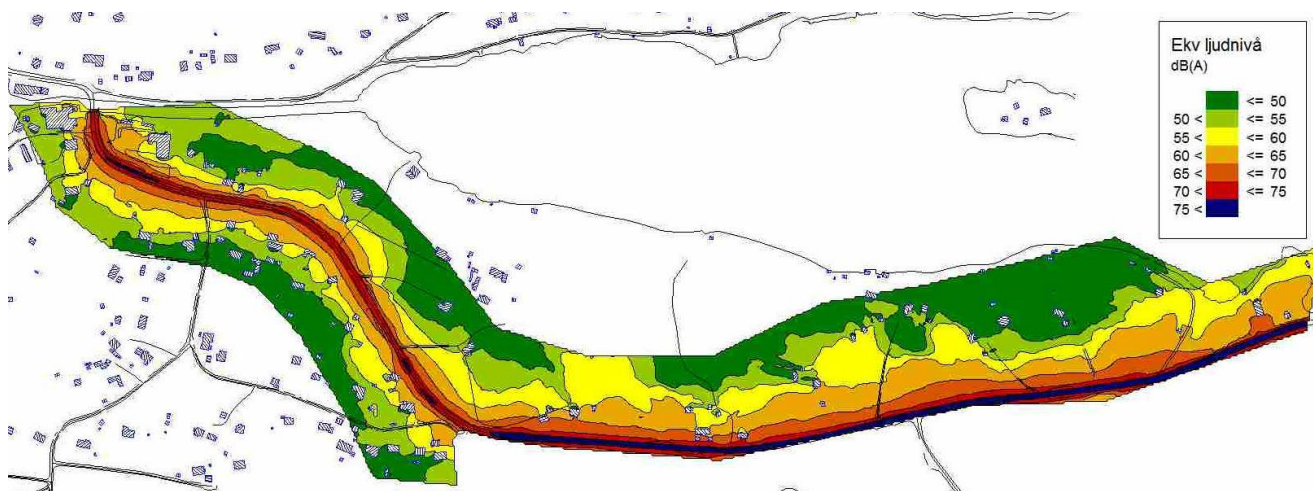 Ekv ljudnivå
dB(A)
<= 50
50 < <= 55
55 < <= 60
60 < <= 65
65 < <= 70
70 < <= 75
75 <